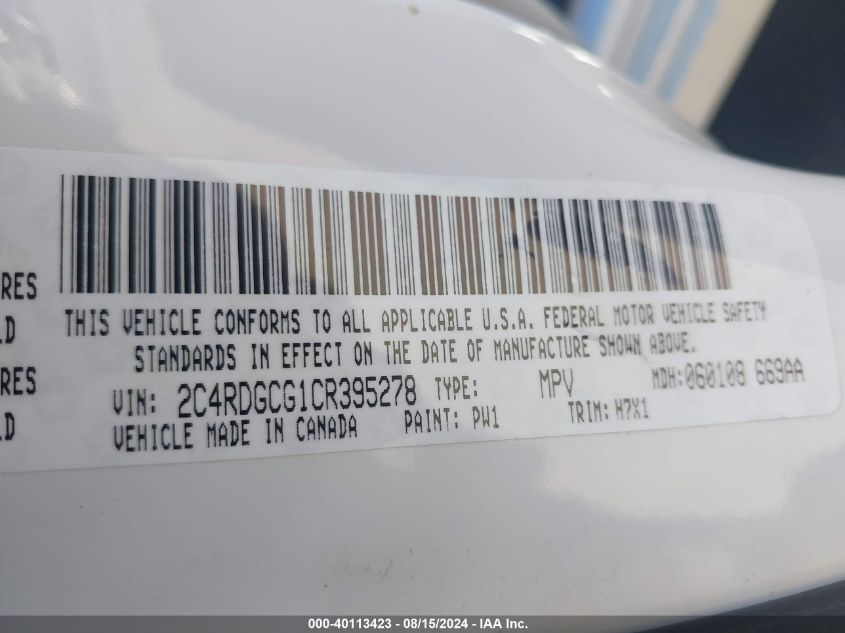 RES
LD
RES
LD
THIS VEHICLE CONFORMS TO ALL APPLICABLE U.S.A. FEDERAL MOTOR VEHICLE SAFETY
STANDARDS IN EFFECT ON THE DATE OF MANUFACTURE SHOWN ABOVE.
VIN: 2C4RDGCG1CR395278 TYPE: MPV MDH:060108 669AA
VEHICLE MADE IN CANADA PAINT: PW1 TRIM: H7X1
000-40113423 - 08/15/2024 - IAA Inc.